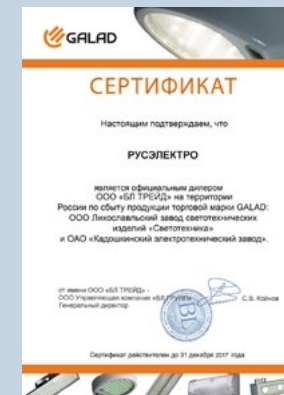 GALAD
СЕРТИФИКАТ
Настоящим подтверждаем, что
РУСЭЛЕКТРО
является официальным дилером
ООО «БЛ ТРЕЙД» на территории
России по сбыту продукции торговой марки GALAD:
ООО Лихославльский завод светотехнических
изделий «Светотехника»
и ОАО «Кадошкинский электротехнический завод».
от имени ООО «БЛ ТРЕЙД» -
ООО Управляющая компания «БЛ ГРУПП»
Генеральный директор
С.В.
BL
Сертификат действителен до 31 декабря 2017 года